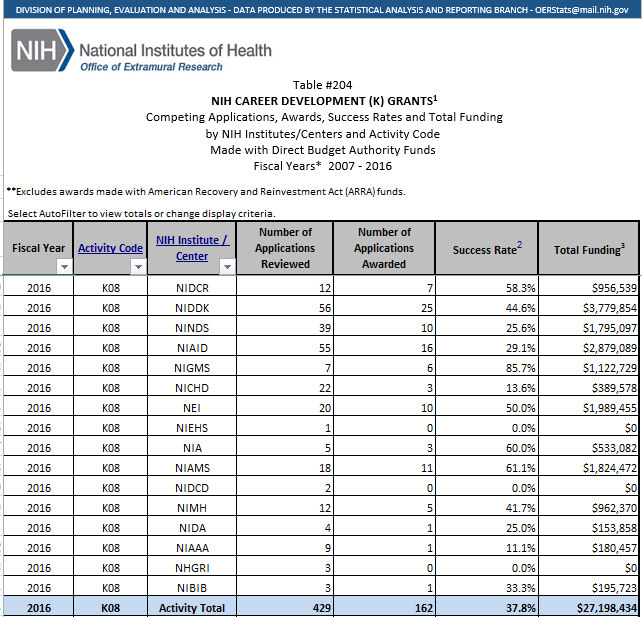 DIVISION OF PLANNING, EVALUATION AND ANALYSIS - DATA PRODUCED BY THE STATISTICAL ANALYSIS AND REPORTING BRANCH - OERStats@mail.nih.gov
NIH National Institutes of Health
Office of Extramural Research
Table #204
NIH CAREER DEVELOPMENT (K) GRANTS¹
Competing Applications, Awards, Success Rates and Total Funding
by NIH Institutes/Centers and Activity Code
Made with Direct Budget Authority Funds
Fiscal Years* 2007 - 2016
**Excludes awards made with American Recovery and Reinvestment Act (ARRA) funds.
Select AutoFilter to view totals or change display criteria.
Fiscal Year Activity Code NIH Institute / Center Number of Applications Reviewed Number of Applications Awarded Success Rate² Total Funding³
2016 K08 NIDCR 12 7 58.3% $956,539
2016 K08 NIDDK 56 25 44.6% $3,779,854
2016 K08 NINDS 39 10 25.6% $1,795,097
2016 K08 NIAID 55 16 29.1% $2,879,089
2016 K08 NIGMS 7 6 85.7% $1,122,729
2016 K08 NICHD 22 3 13.6% $389,578
2016 K08 NEI 20 10 50.0% $1,989,455
2016 K08 NIEHS 1 0 0.0% $0
2016 K08 NIA 5 3 60.0% $533,082
2016 K08 NIAMS 18 11 61.1% $1,824,472
2016 K08 NIDCD 2 0 0.0% $0
2016 K08 NIMH 12 5 41.7% $962,370
2016 K08 NIDA 4 1 25.0% $153,858
2016 K08 NIAAA 9 1 11.1% $180,457
2016 K08 NHGRI 3 0 0.0% $0
2016 K08 NIBIB 3 1 33.3% $195,723
2016 K08 Activity Total 429 162 37.8% $27,198,434